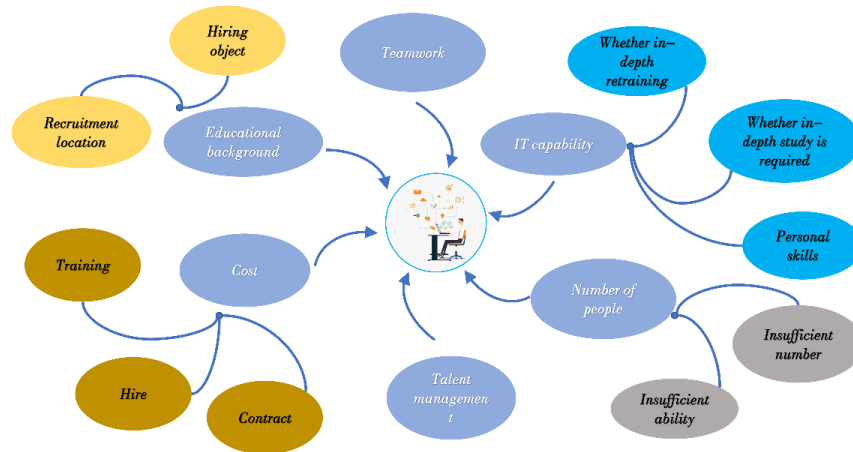 Hiring
object
Recruitment
location
Educational
background
Teamwork
IT capability
Whether in-
depth
retraining
Whether in-
depth study is
required
Personal
skills
Training
Cost
Hire
Contract
Talent
managemen
t
Number of
people
Insufficient
number
Insufficient
ability